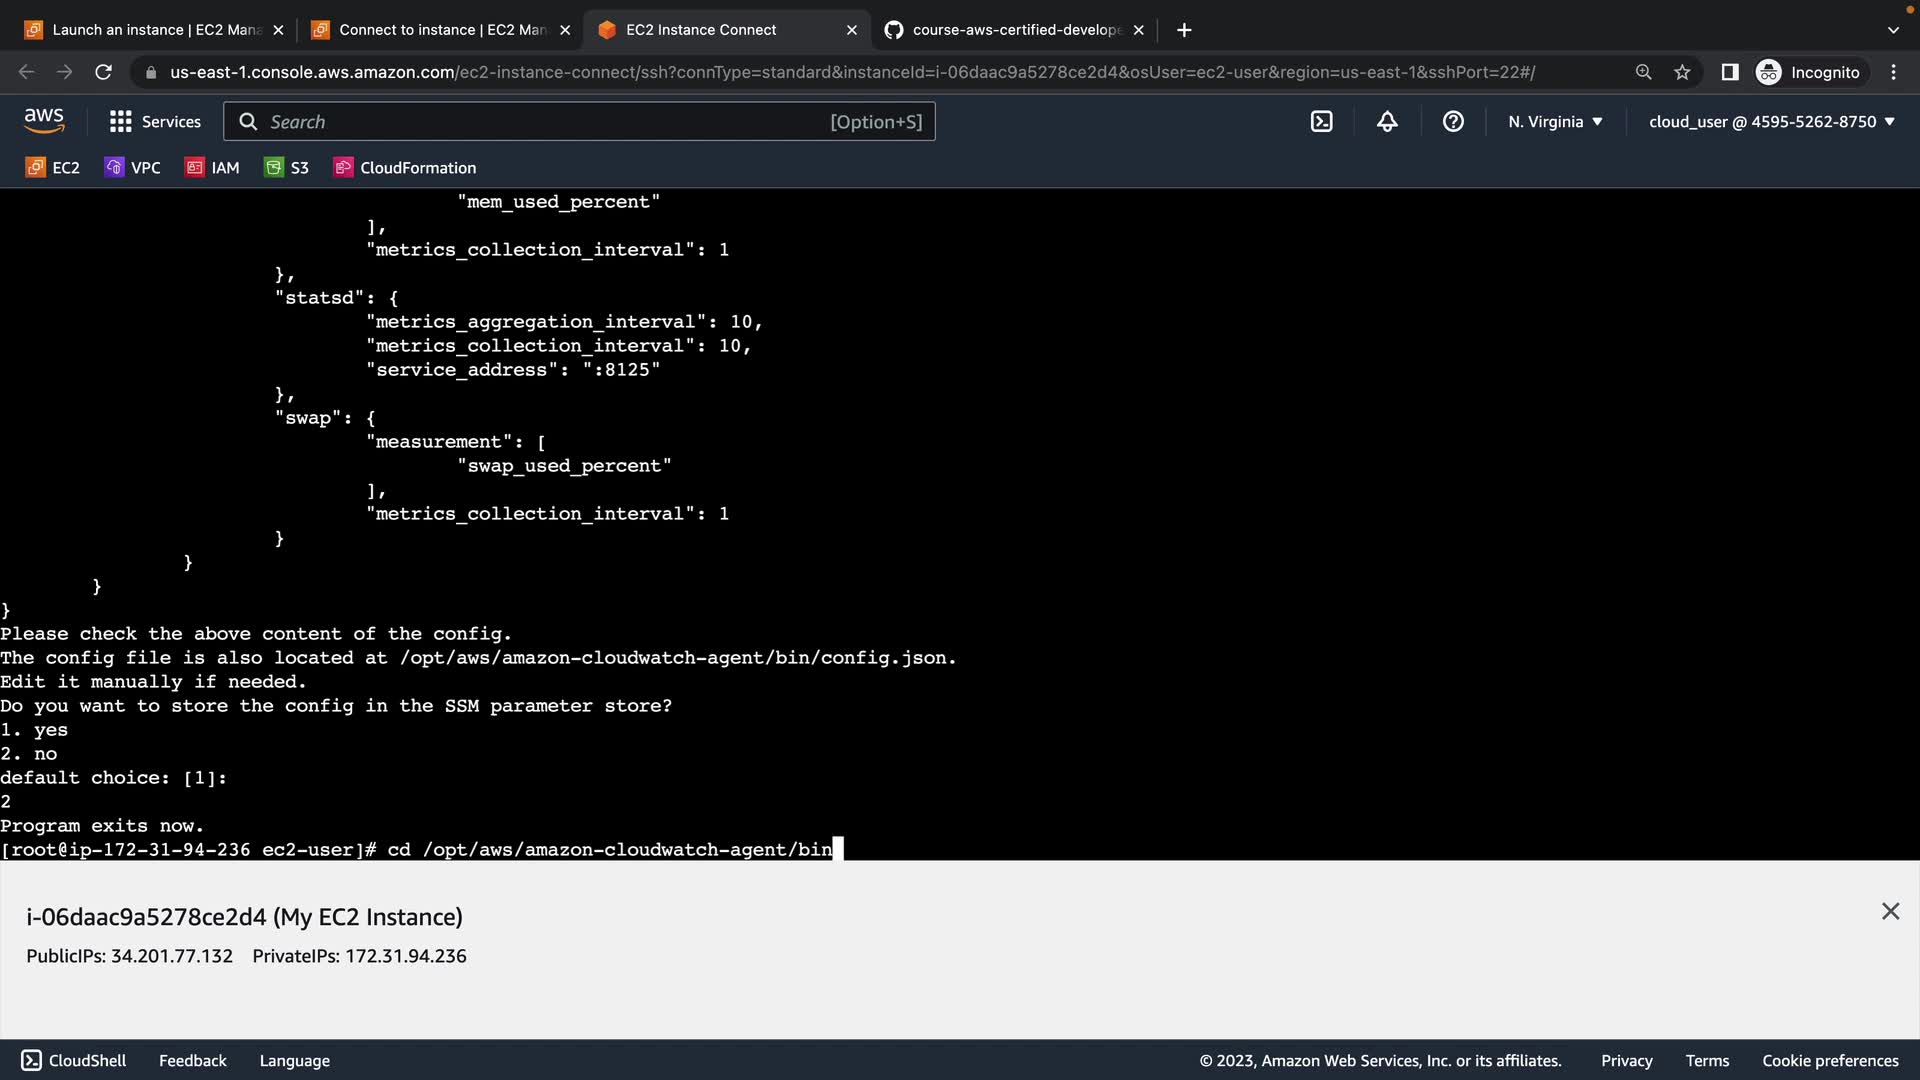 Launch an instance | EC2 Mana
Connect to instance | EC2 Man
EC2 Instance Connect
course-aws-certified-develope
us-east-1.console.aws.amazon.com/ec2-instance-connect/ssh?connType=standard&instanceId=i-06daac9a5278ce2d4&osUser=ec2-user&region=us-east-1&sshPort=22#/
Incognito
aws
Services
Search
[Option+S]
N. Virginia
cloud_user @ 4595-5262-8750
EC2
VPC
IAM
S3
CloudFormation
"mem_used_percent"
],
"metrics_collection_interval": 1
},
"statsd": {
"metrics_aggregation_interval": 10,
"metrics_collection_interval": 10,
"service_address": ":8125"
},
"swap": {
"measurement": [
"swap_used_percent"
],
"metrics_collection_interval": 1
}
}
}
}
Please check the above content of the config.
The config file is also located at /opt/aws/amazon-cloudwatch-agent/bin/config.json.
Edit it manually if needed.
Do you want to store the config in the SSM parameter store?
1. yes
2. no
default choice: [1]:
2
Program exits now.
[root@ip-172-31-94-236 ec2-user]# cd /opt/aws/amazon-cloudwatch-agent/bin
i-06daac9a5278ce2d4 (My EC2 Instance)
PublicIPs: 34.201.77.132 PrivateIPs: 172.31.94.236
CloudShell
Feedback
Language
© 2023, Amazon Web Services, Inc. or its affiliates.
Privacy
Terms
Cookie preferences